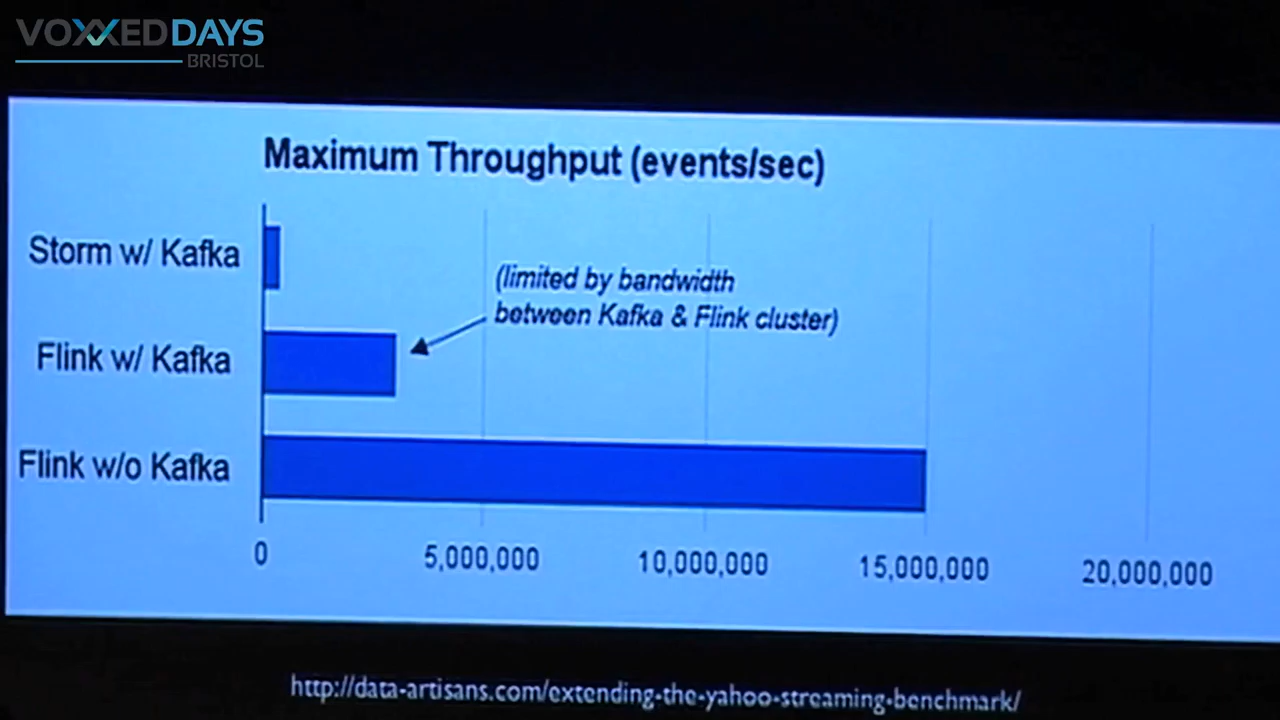 VOXXEDDAYS
BRISTOL
Maximum Throughput (events/sec)
Storm w/ Kafka
(limited by bandwidth
between Kafka & Flink cluster)
Flink w/ Kafka
Flink w/o Kafka
0 5,000,000 10,000,000 15,000,000 20,000,000
http://data-artisans.com/extending-the-yahoo-streaming-benchmark/